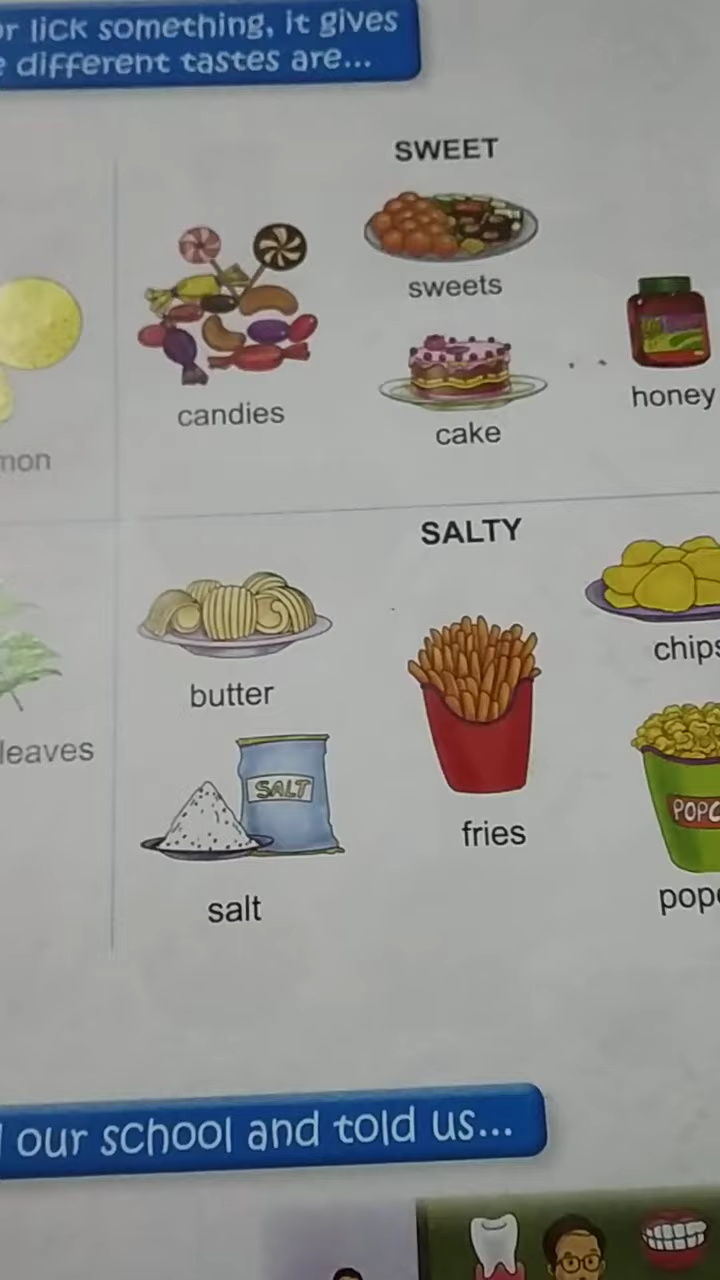 or lick something, it gives
different tastes are...
SWEET
sweets
candies
cake
honey
mon
SALTY
butter
chips
leaves
SALT
fries
POPC
salt
pop
our school and told us...